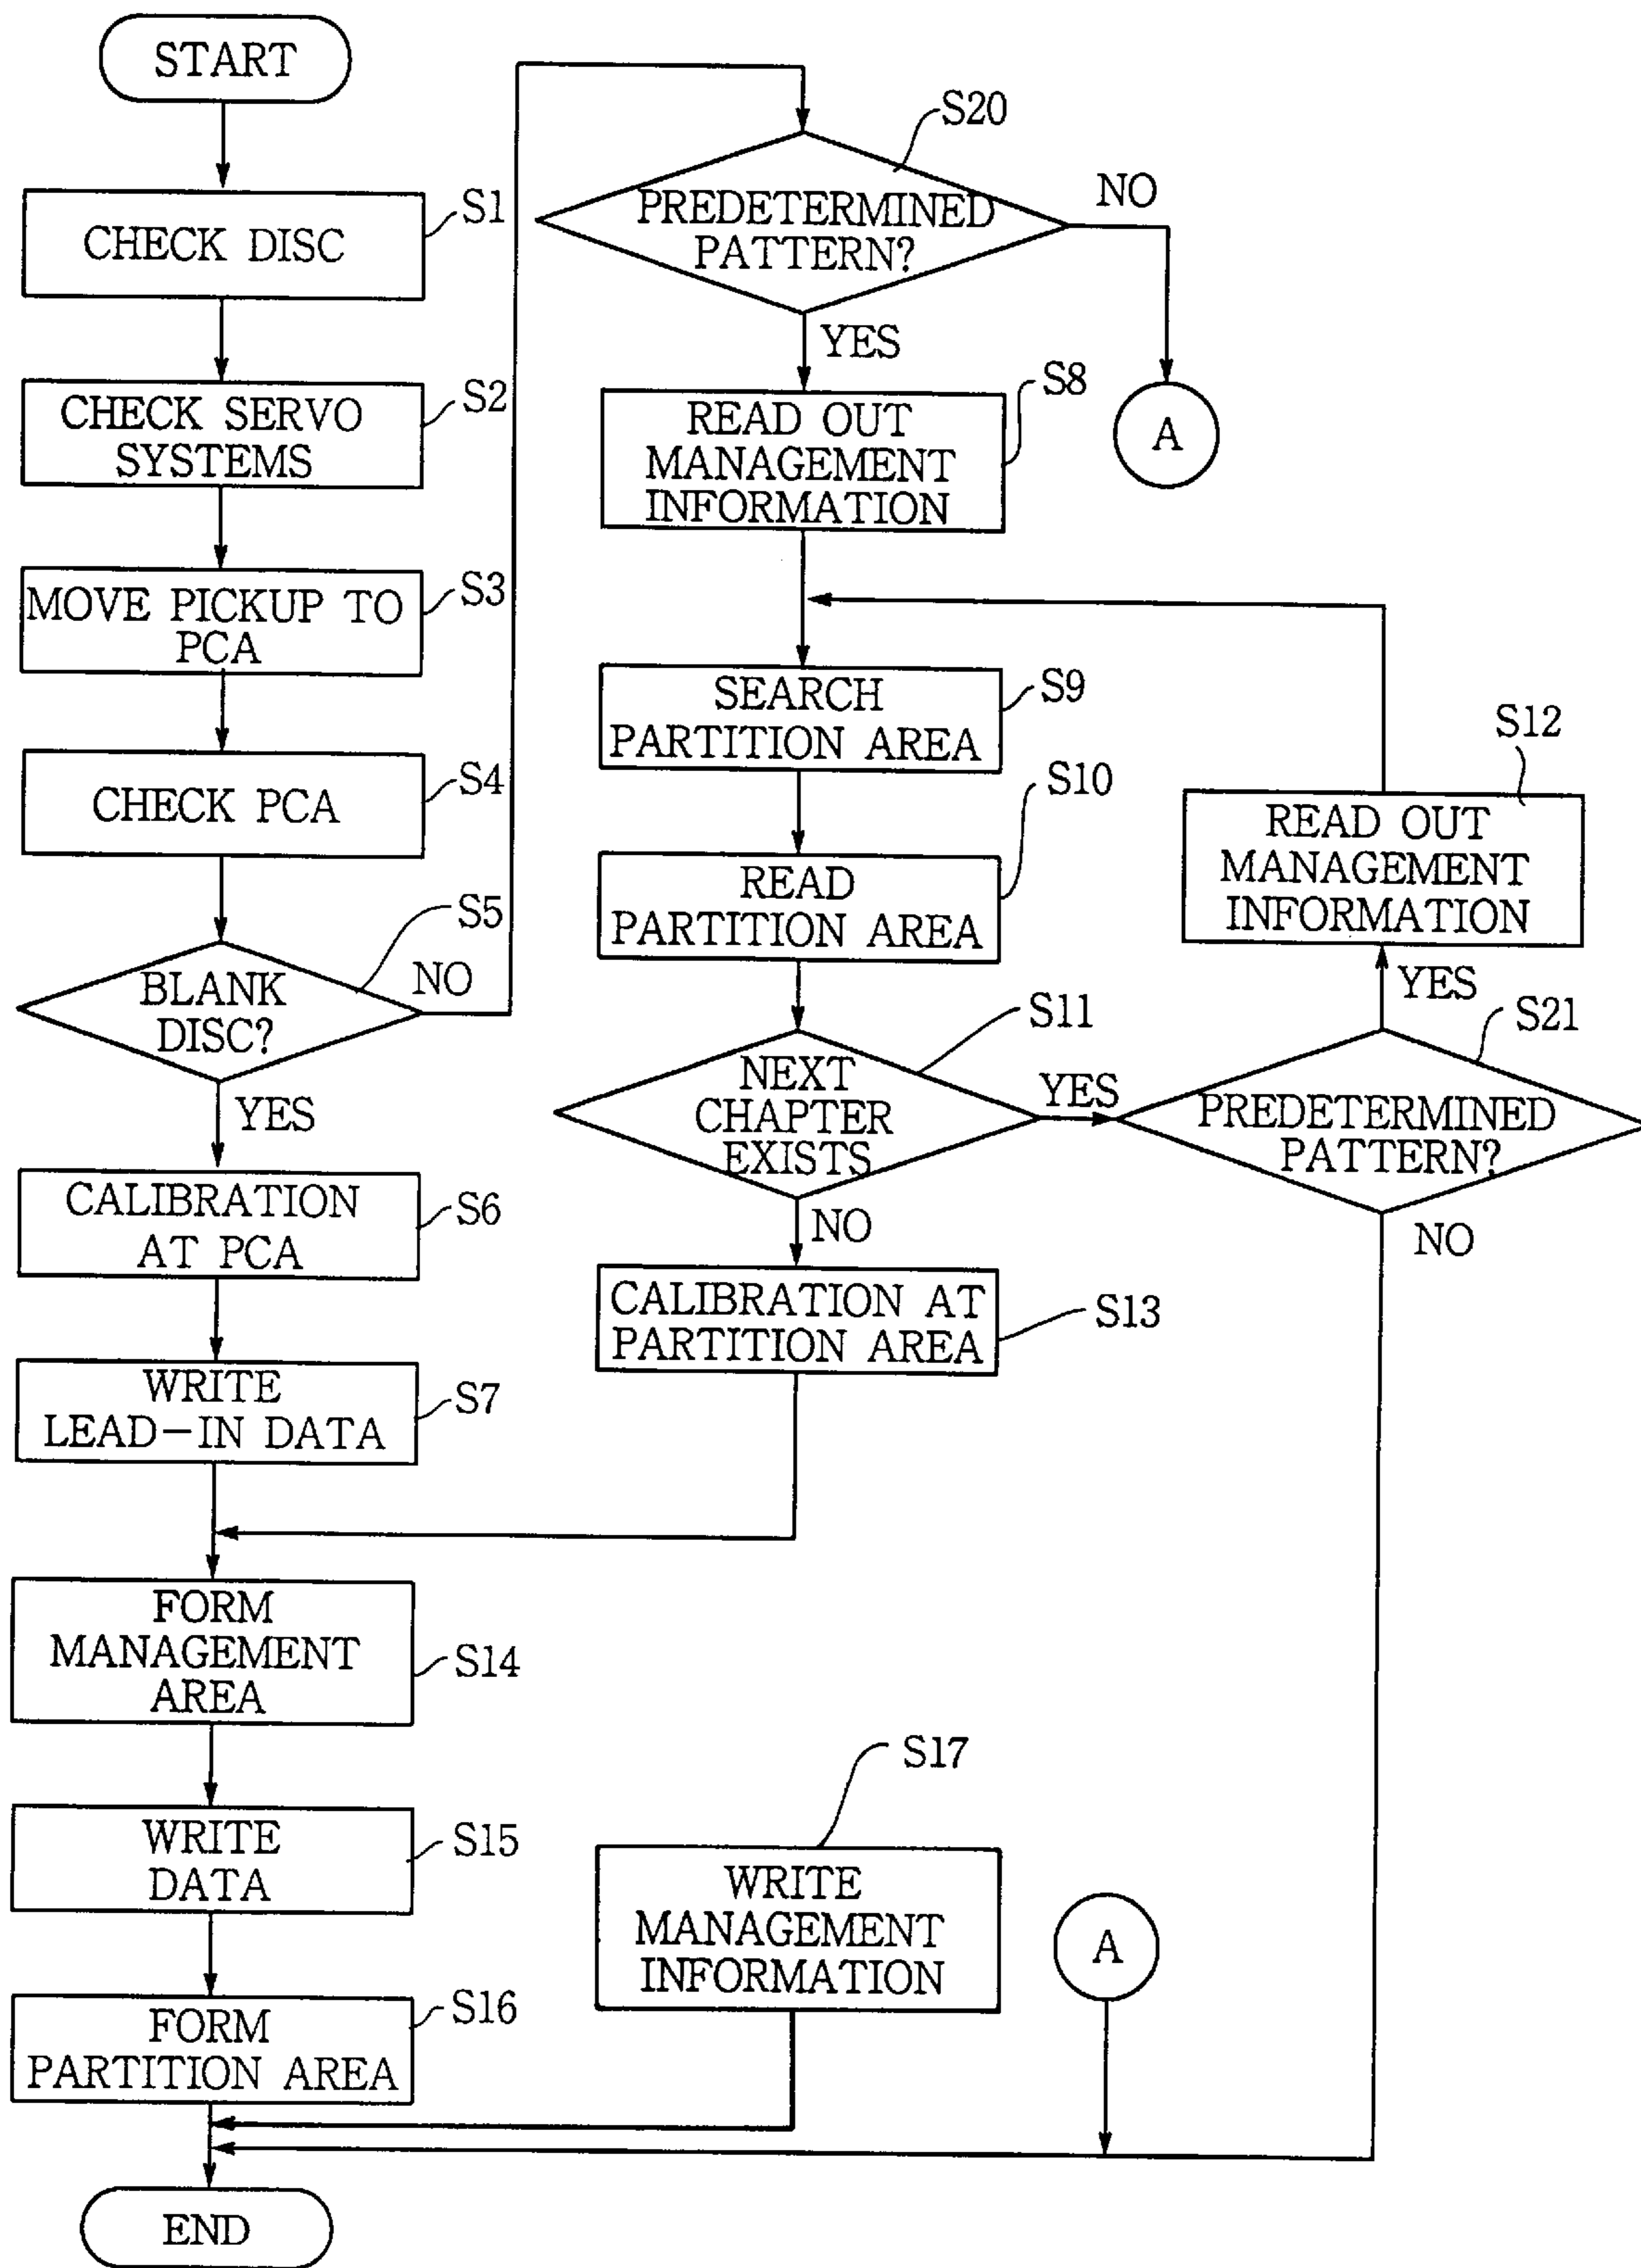 START
CHECK DISC
S1
CHECK SERVO
SYSTEMS
S2
MOVE PICKUP TO
PCA
S3
CHECK PCA
S4
BLANK
DISC?
S5
NO
YES
CALIBRATION
AT PCA
S6
WRITE
LEAD-IN DATA
S7
FORM
MANAGEMENT
AREA
S14
WRITE
DATA
S15
FORM
PARTITION AREA
S16
END
PREDETERMINED
PATTERN?
S20
NO
A
YES
READ OUT
MANAGEMENT
INFORMATION
S8
SEARCH
PARTITION AREA
S9
READ
PARTITION AREA
S10
NEXT
CHAPTER
EXISTS
S11
YES
NO
CALIBRATION AT
PARTITION AREA
S13
WRITE
MANAGEMENT
INFORMATION
S17
S12
READ OUT
MANAGEMENT
INFORMATION
YES
S21
PREDETERMINED
PATTERN?
NO
A